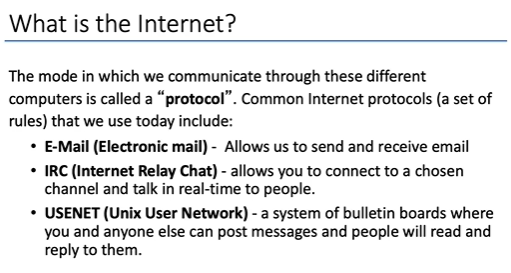 What is the Internet?
The mode in which we communicate through these different
computers is called a “protocol”. Common Internet protocols (a set of
rules) that we use today include:
• E-Mail (Electronic mail) - Allows us to send and receive email
• IRC (Internet Relay Chat) - allows you to connect to a chosen
channel and talk in real-time to people.
• USENET (Unix User Network) - a system of bulletin boards where
you and anyone else can post messages and people will read and
reply to them.